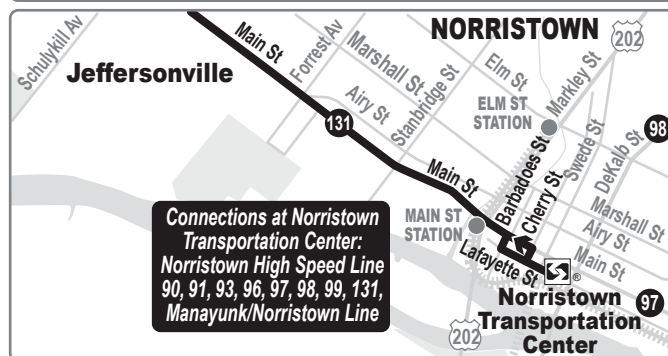 NORRISTOWN
202
Schulykill Av
Main St
Forrest Av
Marshall St
Stanbridge St
Elm St
Markley St
Jeffersonville
ELM ST
STATION
98
131
Airy St
Barbadoes St
Swede St
DeKalb St
Main St
Cherry St
Marshall St
Airy St
Main St
MAIN ST
STATION
Lafayette St
Connections at Norristown
Transportation Center:
Norristown High Speed Line
90, 91, 93, 96, 97, 98, 99, 131,
Manayunk/Norristown Line
®
Norristown
Transportation
Center
97
202